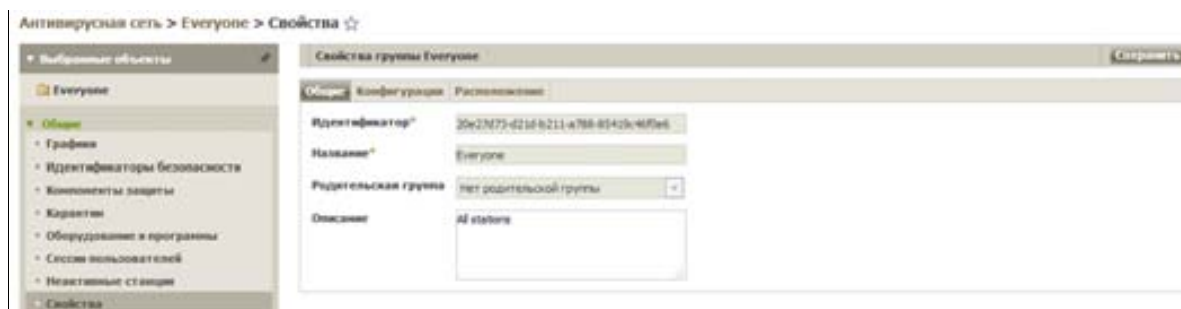 Антивирусная сеть > Everyone > Свойства
Выбранные объекты
Everyone
Общие
Графики
Идентификаторы безопасности
Компоненты защиты
Карантин
Оборудование и программы
Сессии пользователей
Неактивные станции
Свойства
Свойства группы Everyone
Сохранить
Общие Конфигурация Расположение
Идентификатор*
Название* Everyone
Родительская группа Нет родительской группы
Описание All stations